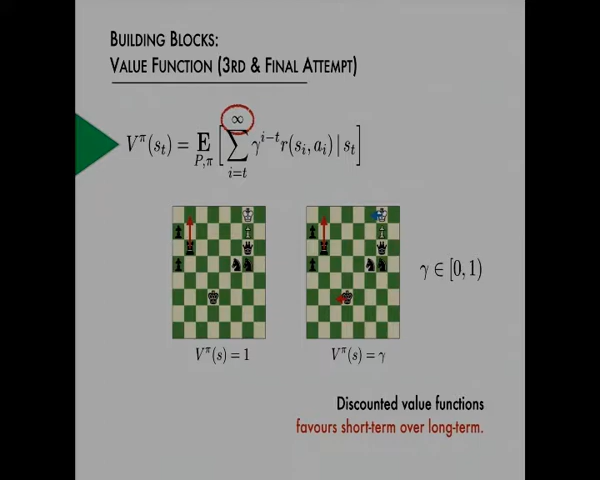 BUILDING BLOCKS:
VALUE FUNCTION (3RD & FINAL ATTEMPT)
V^π(s_t) = E_{P,π} [ ∑_{i=t}^{∞} γ^{i−t} r(s_i, a_i) | s_t ]
γ ∈ [0, 1)
V^π(s) = 1
V^π(s) = γ
Discounted value functions
favours short-term over long-term.